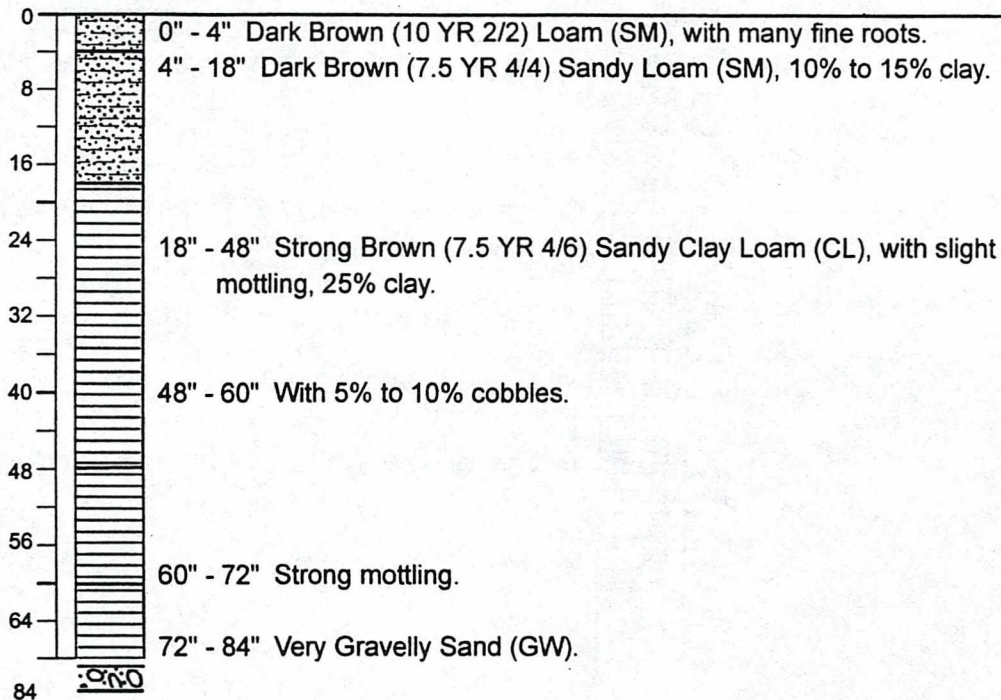 0
0" - 4" Dark Brown (10 YR 2/2) Loam (SM), with many fine roots.
4" - 18" Dark Brown (7.5 YR 4/4) Sandy Loam (SM), 10% to 15% clay.
8
16
24
18" - 48" Strong Brown (7.5 YR 4/6) Sandy Clay Loam (CL), with slight
mottling, 25% clay.
32
40
48" - 60" With 5% to 10% cobbles.
48
56
60" - 72" Strong mottling.
64
72" - 84" Very Gravelly Sand (GW).
84